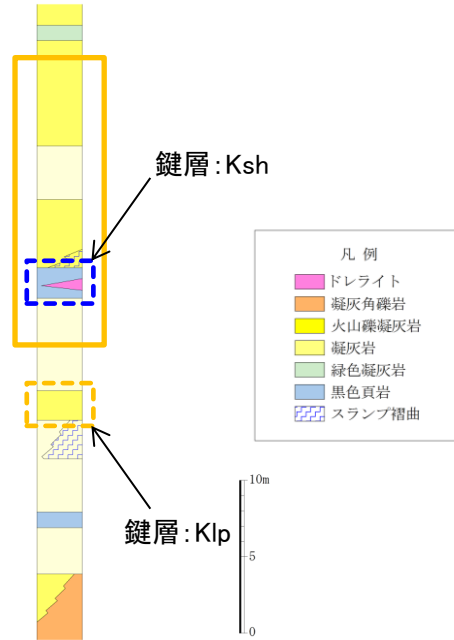 鍵層：Ksh
凡 例
ドレライト
凝灰角礫岩
火山礫凝灰岩
凝灰岩
緑色凝灰岩
黒色頁岩
スランプ褶曲
10m
5
0
鍵層：Klp